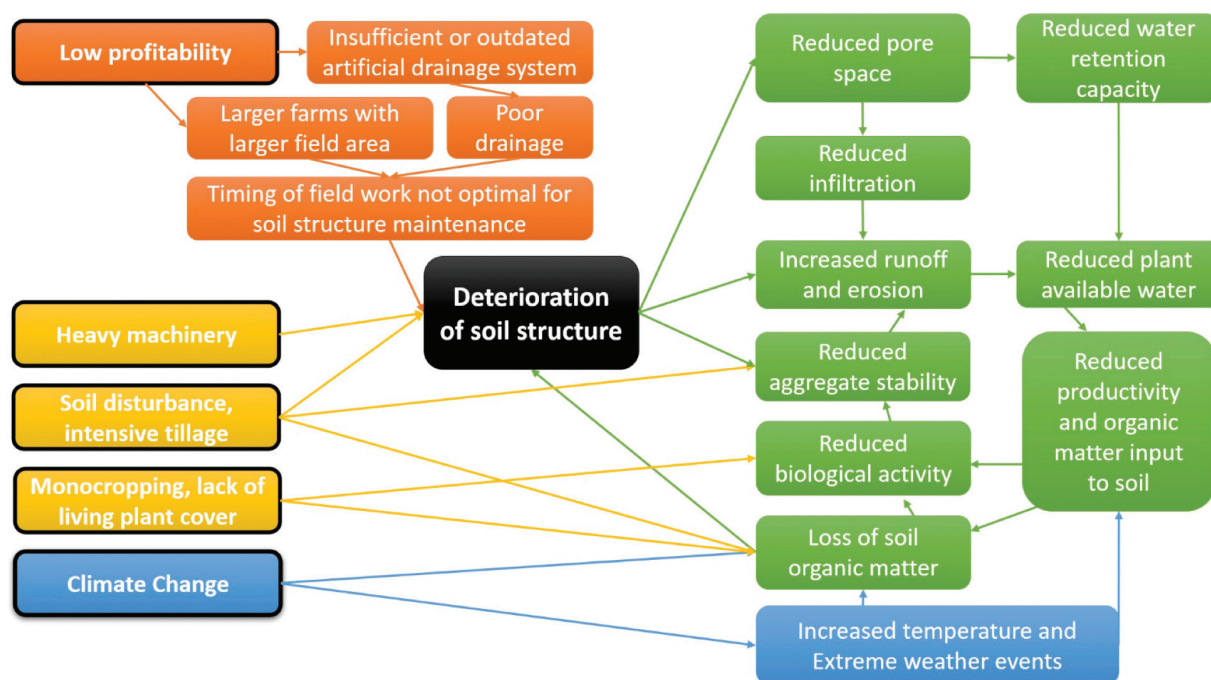 Low profitability
Insufficient or outdated
artificial drainage system
Larger farms with
larger field area
Poor
drainage
Timing of field work not optimal for
soil structure maintenance
Heavy machinery
Soil disturbance,
intensive tillage
Monocropping, lack of
living plant cover
Climate Change
Deterioration
of soil structure
Reduced pore
space
Reduced water
retention
capacity
Reduced
infiltration
Increased runoff
and erosion
Reduced plant
available water
Reduced
aggregate stability
Reduced
productivity
and organic
matter input
to soil
Reduced
biological activity
Loss of soil
organic matter
Increased temperature and
Extreme weather events